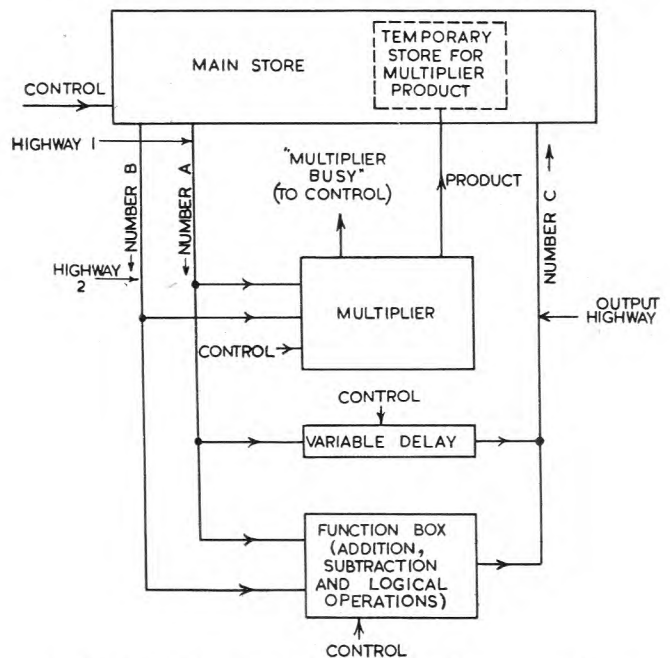 TEMPORARY
STORE FOR
MULTIPLIER
PRODUCT
MAIN STORE
CONTROL
HIGHWAY 1
"MULTIPLIER
BUSY"
(TO CONTROL)
PRODUCT
NUMBER B
NUMBER A
NUMBER C
HIGHWAY
2
MULTIPLIER
OUTPUT
HIGHWAY
CONTROL
CONTROL
VARIABLE DELAY
FUNCTION BOX
(ADDITION,
SUBTRACTION
AND LOGICAL
OPERATIONS)
CONTROL